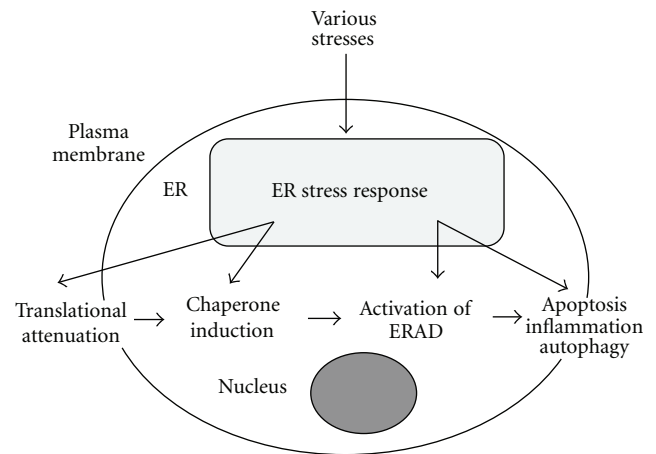 Various
stresses
Plasma
membrane
ER
ER stress response
Translational
attenuation
Chaperone
induction
Activation of
ERAD
Apoptosis
inflammation
autophagy
Nucleus